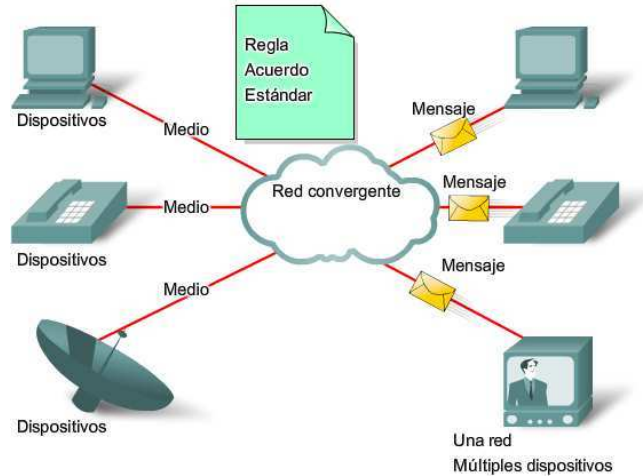 Regla
Acuerdo
Estándar
Dispositivos
Medio
Mensaje
Red convergente
Mensaje
Medio
Dispositivos
Mensaje
Medio
Dispositivos
Una red
Múltiples dispositivos